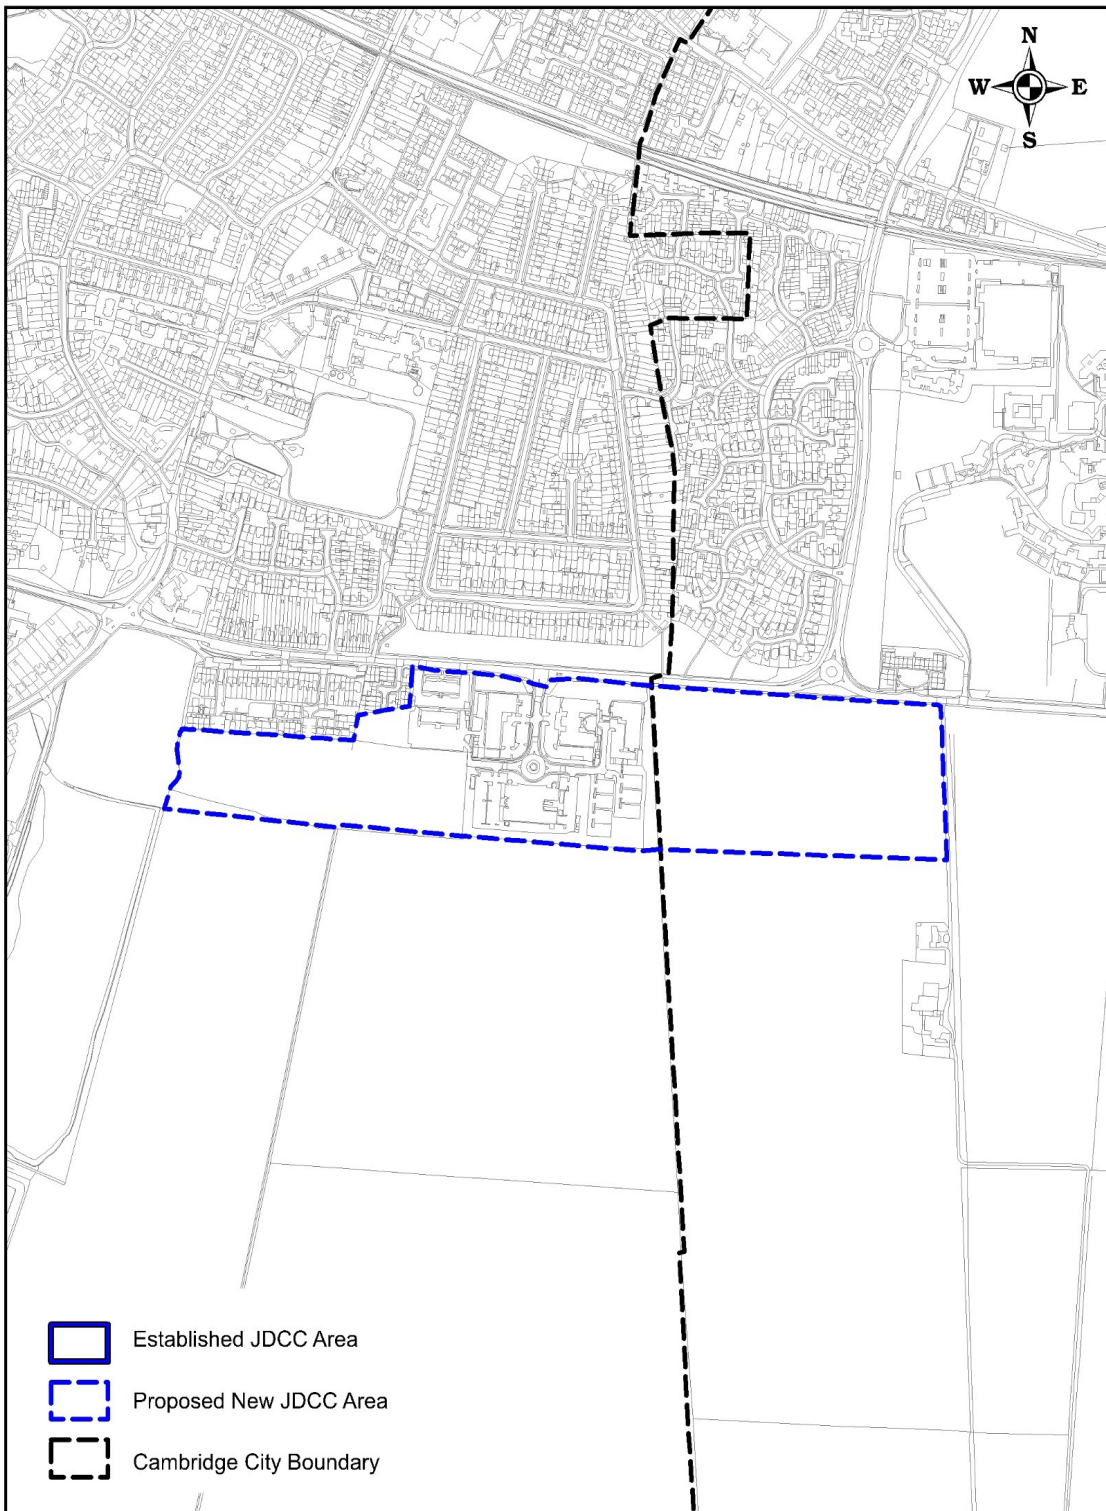 N
W E
S
Established JDCC Area
Proposed New JDCC Area
Cambridge City Boundary